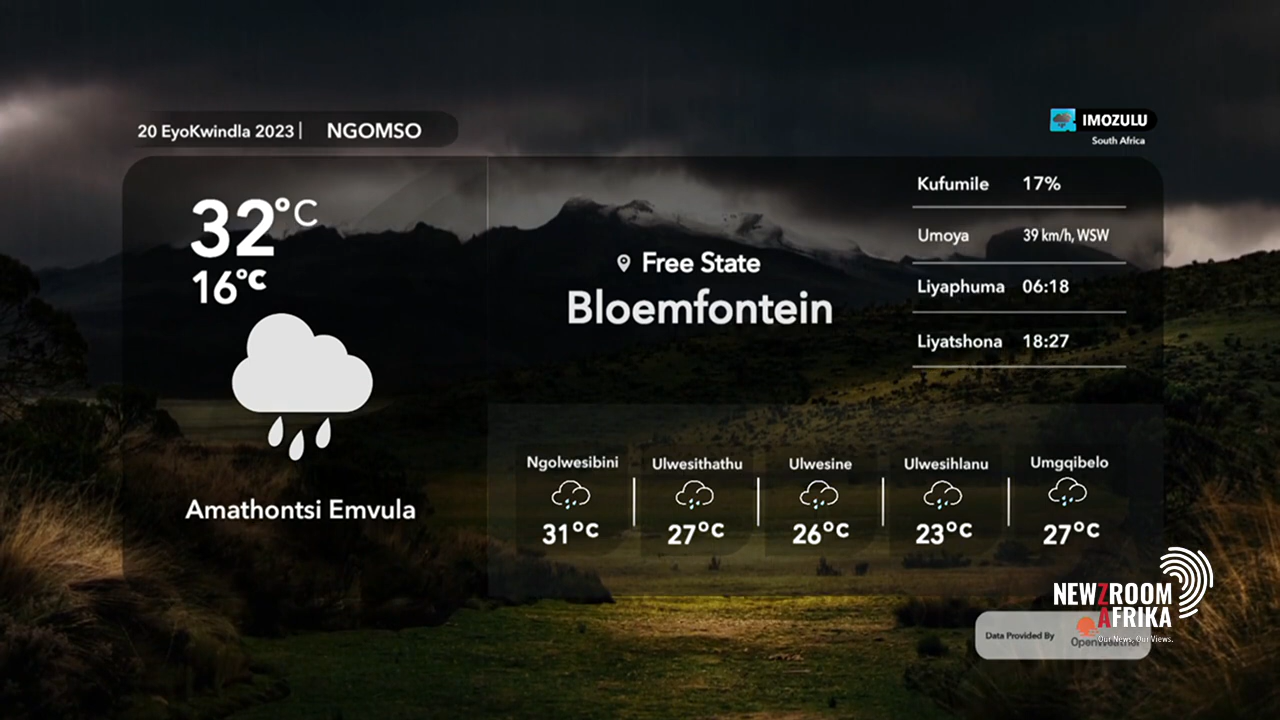 20 EyoKwindla 2023 | NGOMSO
IMOZULU
South Africa
32°C
16°C
Amathontsi Emvula
Free State
Bloemfontein
Kufumile 17%
Umoya 39 km/h, WSW
Liyaphuma 06:18
Liyatshona 18:27
Ngolwesibini Ulwesithathu Ulwesine Ulwesihlanu Umgqibelo
31°C 27°C 26°C 23°C 27°C
NEWZROOM
AFRIKA
Our News, Our Views.
Data Provided By
OpenWeather